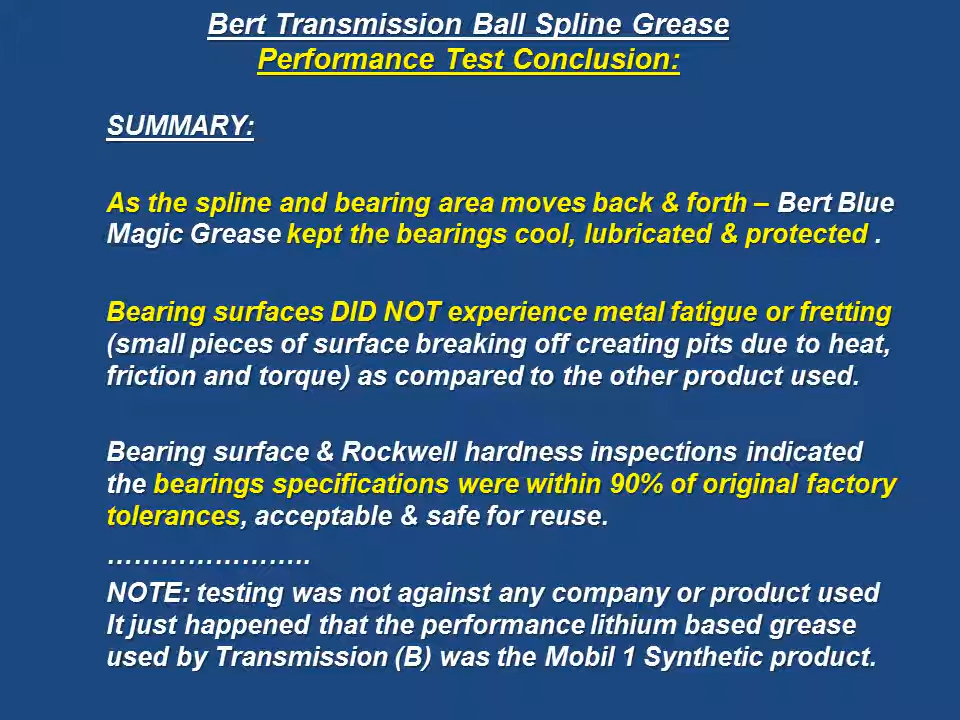 Bert Transmission Ball Spline Grease
Performance Test Conclusion:
SUMMARY:
As the spline and bearing area moves back & forth – Bert Blue
Magic Grease kept the bearings cool, lubricated & protected .
Bearing surfaces DID NOT experience metal fatigue or fretting
(small pieces of surface breaking off creating pits due to heat,
friction and torque) as compared to the other product used.
Bearing surface & Rockwell hardness inspections indicated
the bearings specifications were within 90% of original factory
tolerances, acceptable & safe for reuse.
…………………..
NOTE: testing was not against any company or product used
It just happened that the performance lithium based grease
used by Transmission (B) was the Mobil 1 Synthetic product.